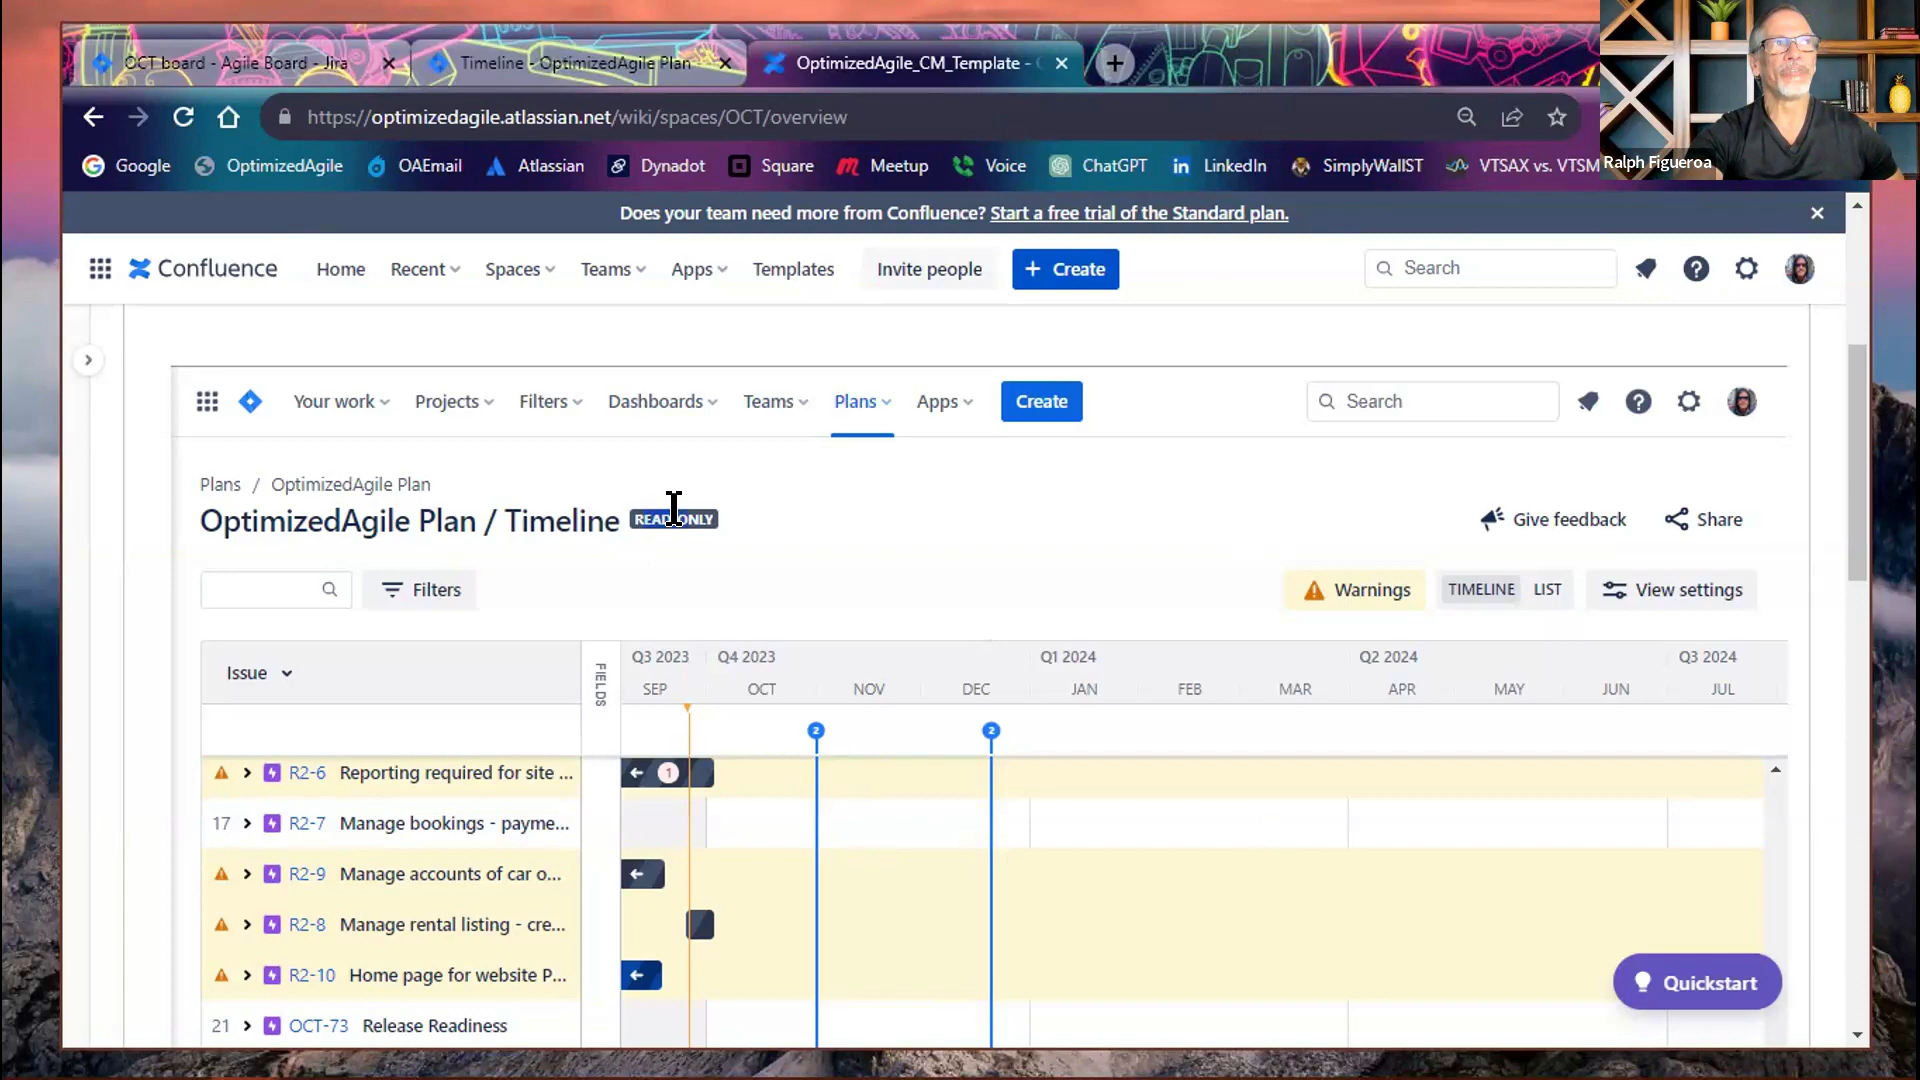 OCT board - Agile Board - Jira
Timeline - OptimizedAgile Plan
OptimizedAgile_CM_Template -
https://optimizedagile.atlassian.net/wiki/spaces/OCT/overview
Google OptimizedAgile OAEmail Atlassian Dynadot Square Meetup Voice ChatGPT LinkedIn SimplyWallST VTSAX vs. VTSM
Ralph Figueroa
Does your team need more from Confluence? Start a free trial of the Standard plan.
Confluence Home Recent Spaces Teams Apps Templates Invite people + Create Search
Your work Projects Filters Dashboards Teams Plans Apps Create Search
Plans / OptimizedAgile Plan
OptimizedAgile Plan / Timeline READ-ONLY Give feedback Share
Filters Warnings TIMELINE LIST View settings
Issue FIELDS
Q3 2023 Q4 2023 Q1 2024 Q2 2024 Q3 2024
SEP OCT NOV DEC JAN FEB MAR APR MAY JUN JUL
2 2
R2-6 Reporting required for site ... 1
17 R2-7 Manage bookings - payme...
R2-9 Manage accounts of car o...
R2-8 Manage rental listing - cre...
R2-10 Home page for website P...
21 OCT-73 Release Readiness
Quickstart